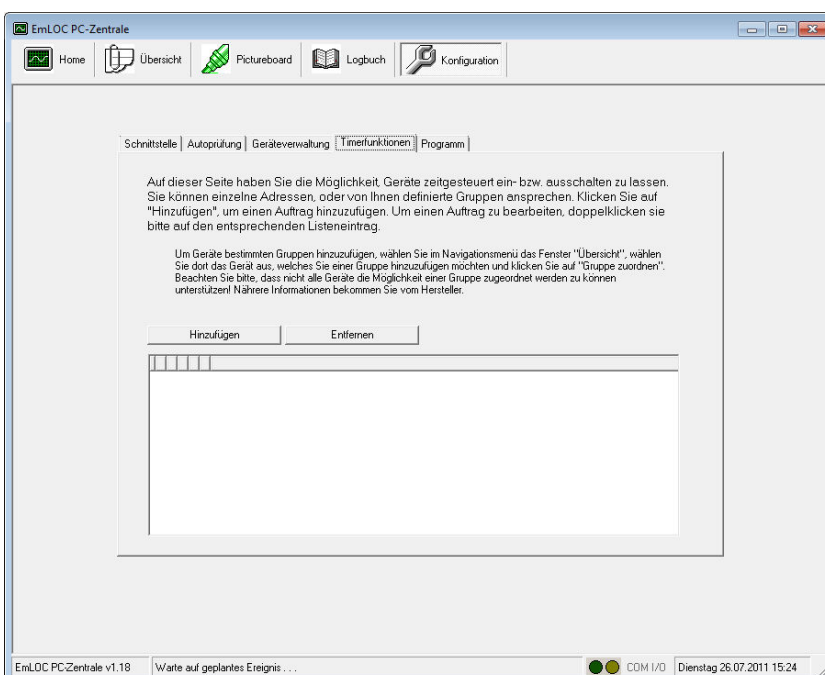 EmLOC PC-Zentrale
Home Übersicht Pictureboard Logbuch Konfiguration
Schnittstelle Autoprüfung Geräteverwaltung Timerfunktionen Programm
Auf dieser Seite haben Sie die Möglichkeit, Geräte zeitgesteuert ein- bzw. ausschalten zu lassen.
Sie können einzelne Adressen, oder von Ihnen definierte Gruppen ansprechen. Klicken Sie auf
"Hinzufügen", um einen Auftrag hinzuzufügen. Um einen Auftrag zu bearbeiten, doppelklicken sie
bitte auf den entsprechenden Listeneintrag.
Um Geräte bestimmten Gruppen hinzuzufügen, wählen Sie im Navigationsmenü das Fenster "Übersicht", wählen
Sie dort das Gerät aus, welches Sie einer Gruppe hinzufügen möchten und klicken Sie auf "Gruppe zuordnen".
Beachten Sie bitte, dass nicht alle Geräte die Möglichkeit einer Gruppe zugeordnet werden zu können
unterstützen! Nährere Informationen bekommen Sie vom Hersteller.
Hinzufügen Entfernen
EmLOC PC-Zentrale v1.18 Warte auf geplantes Ereignis . . . COM I/O Dienstag 26.07.2011 15:24